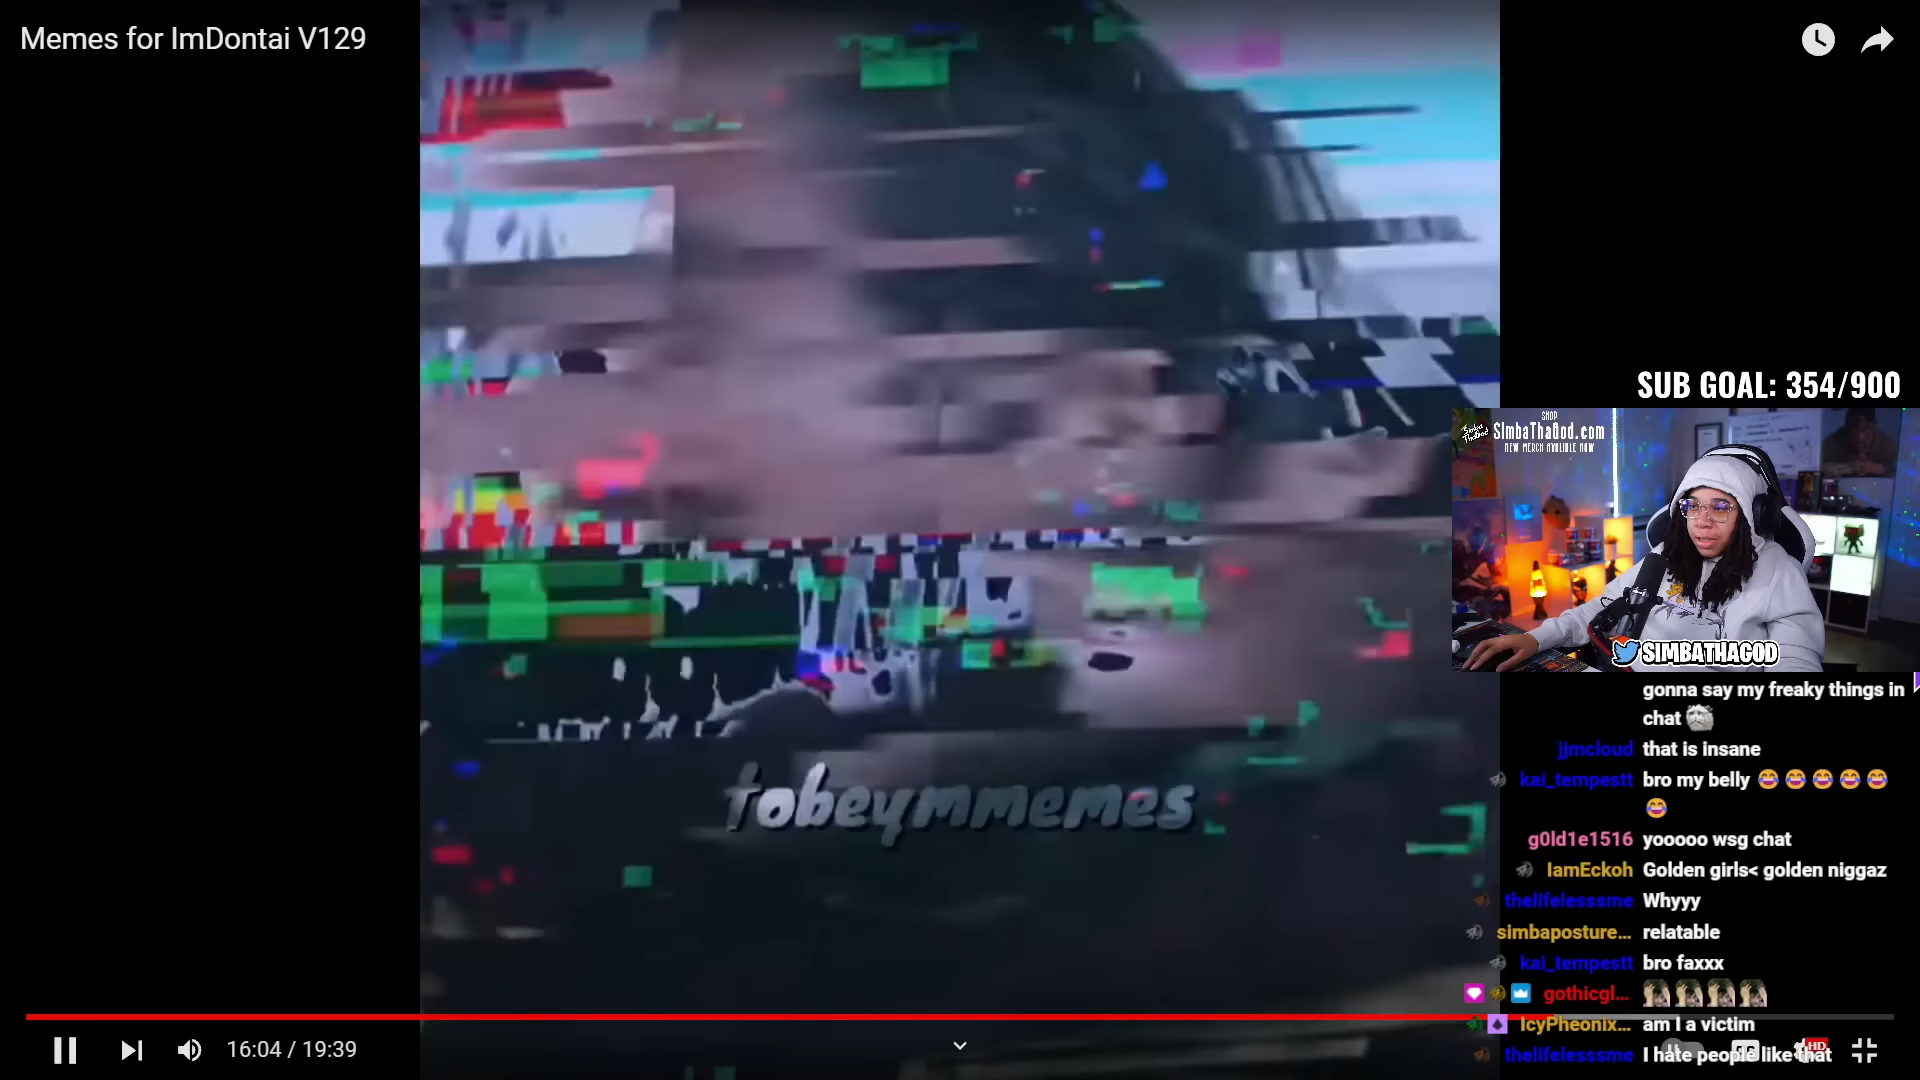 Memes for ImDontai V129
SUB GOAL: 354/900
SHOP
SImbaThaGod.com
NEW MERCH AVAILABLE NOW
SIMBATHAGOD
gonna say my freaky things in
chat
jjmcloud that is insane
kai_tempestt bro my belly 😂 😂 😂 😂 😂
😂
g0ld1e1516 yooooo wsg chat
IamEckoh Golden girls< golden niggaz
thelifelesssme Whyyy
simbaposture... relatable
kai_tempestt bro faxxx
gothicgl...
IcyPheonix... am I a victim
thelifelesssme I hate people like that
tobeymmemes
16:04 / 19:39
HD